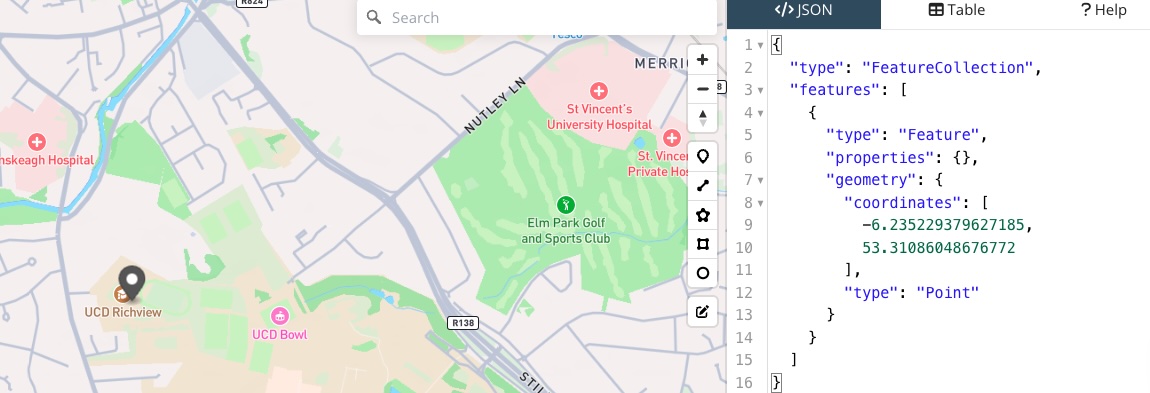 R824
Search
Tesco
MERRI
NUTLEY LN
St Vincent's
University Hospital
8
St. Vincen
Private Hos
nskeagh Hospital
Elm Park Golf
and Sports Club
UCD Richview
UCD Bowl
R138
STIL
</> JSON
Table
? Help
1 {
2 "type": "FeatureCollection",
3 "features": [
4 {
5 "type": "Feature",
6 "properties": {},
7 "geometry": {
8 "coordinates": [
9 -6.235229379627185,
10 53.31086048676772
11 ],
12 "type": "Point"
13 }
14 }
15 ]
16 }